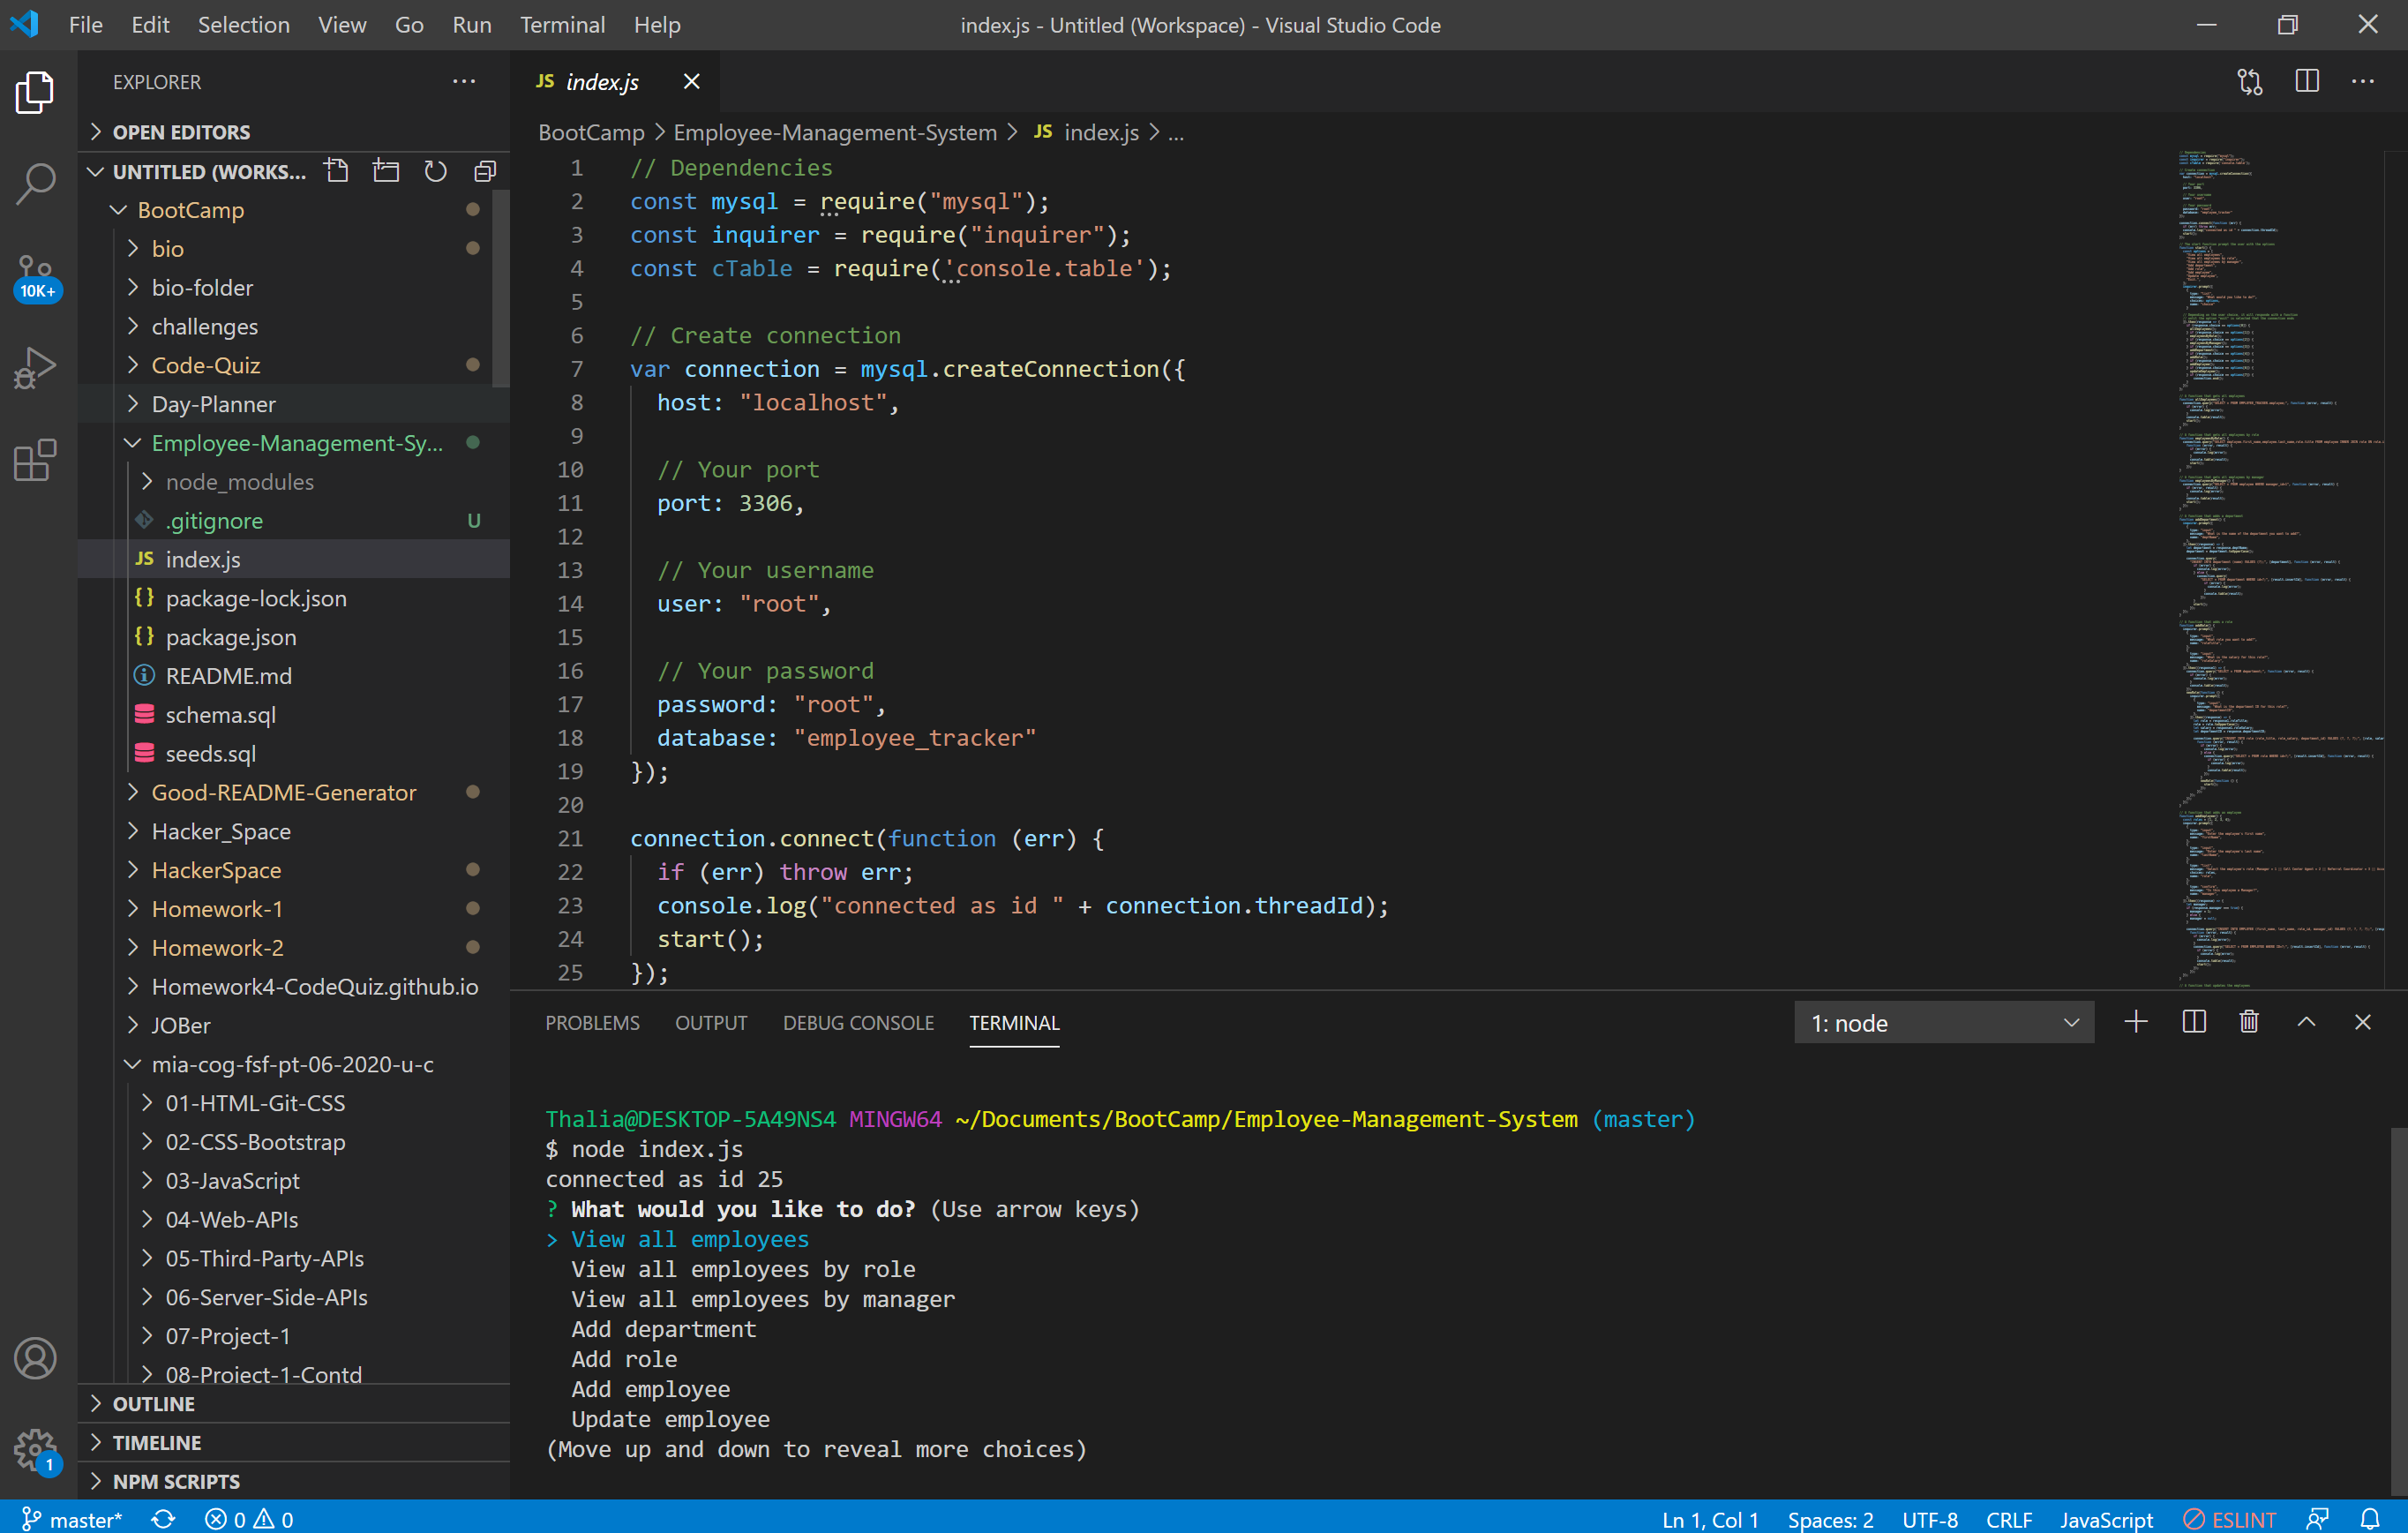 File Edit Selection View Go Run Terminal Help
index.js - Untitled (Workspace) - Visual Studio Code
EXPLORER
OPEN EDITORS
UNTITLED (WORKS...
BootCamp
bio
bio-folder
challenges
Code-Quiz
Day-Planner
Employee-Management-Sy...
node_modules
.gitignore U
JS index.js
{} package-lock.json
{} package.json
README.md
schema.sql
seeds.sql
Good-README-Generator
Hacker_Space
HackerSpace
Homework-1
Homework-2
Homework4-CodeQuiz.github.io
JOBer
mia-cog-fsf-pt-06-2020-u-c
01-HTML-Git-CSS
02-CSS-Bootstrap
03-JavaScript
04-Web-APIs
05-Third-Party-APIs
06-Server-Side-APIs
07-Project-1
08-Project-1-Contd
OUTLINE
TIMELINE
NPM SCRIPTS
10K+
1
JS index.js
BootCamp > Employee-Management-System > JS index.js > ...
1 // Dependencies
2 const mysql = require("mysql");
3 const inquirer = require("inquirer");
4 const cTable = require('console.table');
5
6 // Create connection
7 var connection = mysql.createConnection({
8 host: "localhost",
9
10 // Your port
11 port: 3306,
12
13 // Your username
14 user: "root",
15
16 // Your password
17 password: "root",
18 database: "employee_tracker"
19 });
20
21 connection.connect(function (err) {
22 if (err) throw err;
23 console.log("connected as id " + connection.threadId);
24 start();
25 });
PROBLEMS OUTPUT DEBUG CONSOLE TERMINAL
1: node
Thalia@DESKTOP-5A49NS4 MINGW64 ~/Documents/BootCamp/Employee-Management-System (master)
$ node index.js
connected as id 25
? What would you like to do? (Use arrow keys)
> View all employees
View all employees by role
View all employees by manager
Add department
Add role
Add employee
Update employee
(Move up and down to reveal more choices)
master* 0 0
Ln 1, Col 1 Spaces: 2 UTF-8 CRLF JavaScript ESLINT